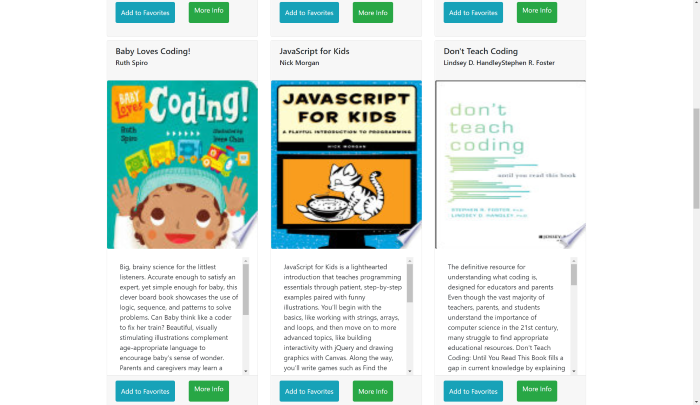 Add to Favorites More Info Add to Favorites More Info Add to Favorites More Info
Baby Loves Coding!
Ruth Spiro
BABY
Loves
Coding!
Ruth
Spiro
Big, brainy science for the littlest
listeners. Accurate enough to satisfy an
expert, yet simple enough for baby, this
clever board book showcases the use of
logic, sequence, and patterns to solve
problems. Can Baby think like a coder
to fix her train? Beautiful, visually
stimulating illustrations complement
age-appropriate language to
encourage baby's sense of wonder.
Parents and caregivers may learn a
Add to Favorites More Info
JavaScript for Kids
Nick Morgan
JAVASCRIPT
FOR KIDS
A PLAYFUL INTRODUCTION TO PROGRAMMING
NICK MORGAN
JavaScript for Kids is a lighthearted
introduction that teaches programming
essentials through patient, step-by-step
examples paired with funny
illustrations. You'll begin with the
basics, like working with strings, arrays,
and loops, and then move on to more
advanced topics, like building
interactivity with jQuery and drawing
graphics with Canvas. Along the way,
you'll write games such as Find the
Add to Favorites More Info
Don't Teach Coding
Lindsey D. HandleyStephen R. Foster
don't
teach
coding
until you read this book
STEPHEN R. FOSTER
LINDSEY D. HANDLEY
The definitive resource for
understanding what coding is,
designed for educators and parents
Even though the vast majority of
teachers, parents, and students
understand the importance of
computer science in the 21st century,
many struggle to find appropriate
educational resources. Don't Teach
Coding: Until You Read This Book fills a
gap in current knowledge by explaining
Add to Favorites More Info